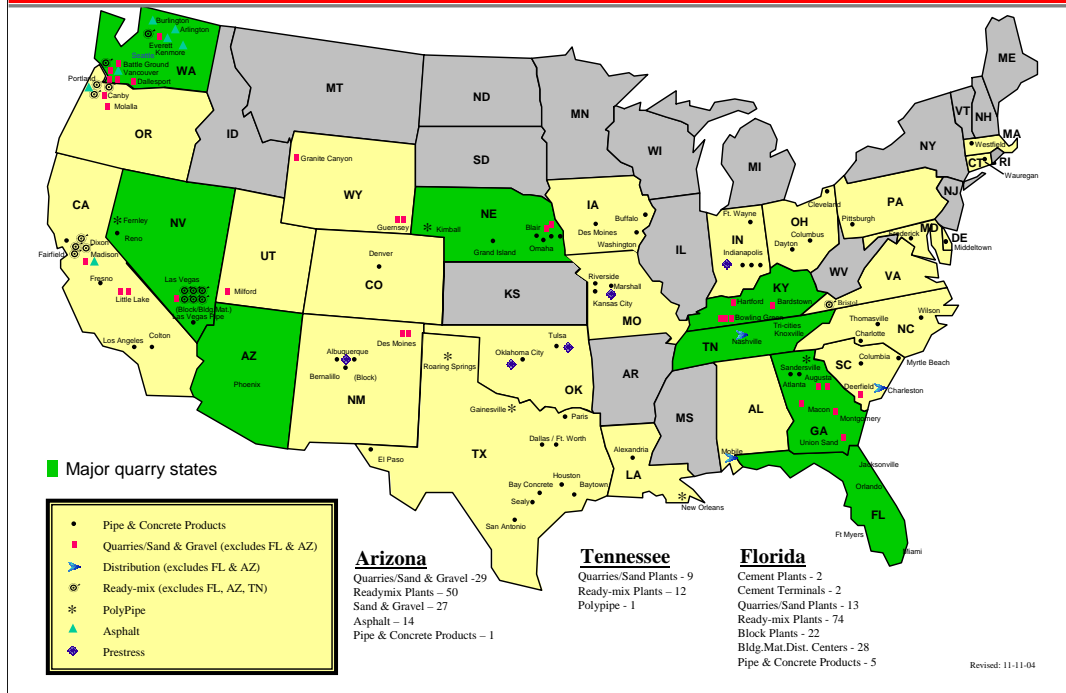 Burlington
Arlington
Everett
Kenmore
Seattle
WA
Battle Ground
Vancouver
Dallesport
Portland
Canby
Molalla
OR
ID
MT
ND
SD
MN
WI
MI
ME
VT
NH
NY
MA
Westfield
CT
RI
Wauregan
NJ
PA
Pittsburgh
MD
Frederick
DE
Middeltown
Granite Canyon
WY
Guernsey
NE
Kimball
Grand Island
Blair
Omaha
IA
Des Moines
Buffalo
Washington
IL
Ft. Wayne
IN
Indianapolis
Cleveland
OH
Columbus
Dayton
WV
VA
Bristol
CA
Fairfield
Dixon
Madison
Fresno
Little Lake
Los Angeles
Colton
NV
Fernley
Reno
Las Vegas
(Block/Bldg.Mat.)
Las Vegas Pipe
UT
Milford
CO
Denver
KS
Riverside
Marshall
Kansas City
MO
KY
Hartford
Bardstown
Bowling Green
TN
Nashville
Tri-cities
Knoxville
NC
Thomasville
Wilson
Charlotte
SC
Columbia
Myrtle Beach
Deerfield
Charleston
AZ
Phoenix
NM
Des Moines
Albuquerque
Bernalillo
(Block)
Roaring Springs
OK
Oklahoma City
Tulsa
AR
MS
AL
Mobile
GA
Sandersville
Augusta
Atlanta
Macon
Montgomery
Union Sand
FL
Jacksonville
Orlando
Ft Myers
Miami
TX
Gainesville
Paris
Dallas / Ft. Worth
El Paso
Houston
Bay Concrete
Baytown
Sealy
San Antonio
LA
Alexandria
New Orleans
Major quarry states
Pipe & Concrete Products
Quarries/Sand & Gravel (excludes FL & AZ)
Distribution (excludes FL & AZ)
Ready-mix (excludes FL, AZ, TN)
PolyPipe
Asphalt
Prestress
Arizona
Quarries/Sand & Gravel -29
Readymix Plants – 50
Sand & Gravel – 27
Asphalt – 14
Pipe & Concrete Products – 1
Tennessee
Quarries/Sand Plants - 9
Ready-mix Plants – 12
Polypipe - 1
Florida
Cement Plants - 2
Cement Terminals - 2
Quarries/Sand Plants - 13
Ready-mix Plants - 74
Block Plants - 22
Bldg.Mat.Dist. Centers - 28
Pipe & Concrete Products - 5
Revised: 11-11-04